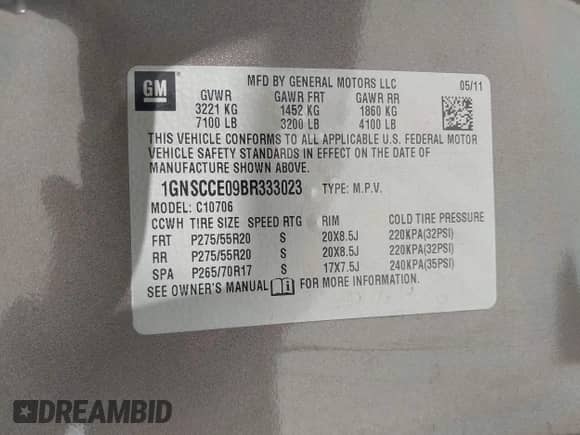 GM
MFD BY GENERAL MOTORS LLC 05/11
GVWR GAWR FRT GAWR RR
3221 KG 1452 KG 1860 KG
7100 LB 3200 LB 4100 LB
THIS VEHICLE CONFORMS TO ALL APPLICABLE U.S. FEDERAL MOTOR
VEHICLE SAFETY STANDARDS IN EFFECT ON THE DATE OF
MANUFACTURE SHOWN ABOVE.
1GNSCCE09BR333023 TYPE: M.P.V.
MODEL: C10706
CCWH TIRE SIZE SPEED RTG RIM COLD TIRE PRESSURE
FRT P275/55R20 S 20X8.5J 220KPA(32PSI)
RR P275/55R20 S 20X8.5J 220KPA(32PSI)
SPA P265/70R17 S 17X7.5J 240KPA(35PSI)
SEE OWNER'S MANUAL FOR MORE INFORMATION.
DREAMBID